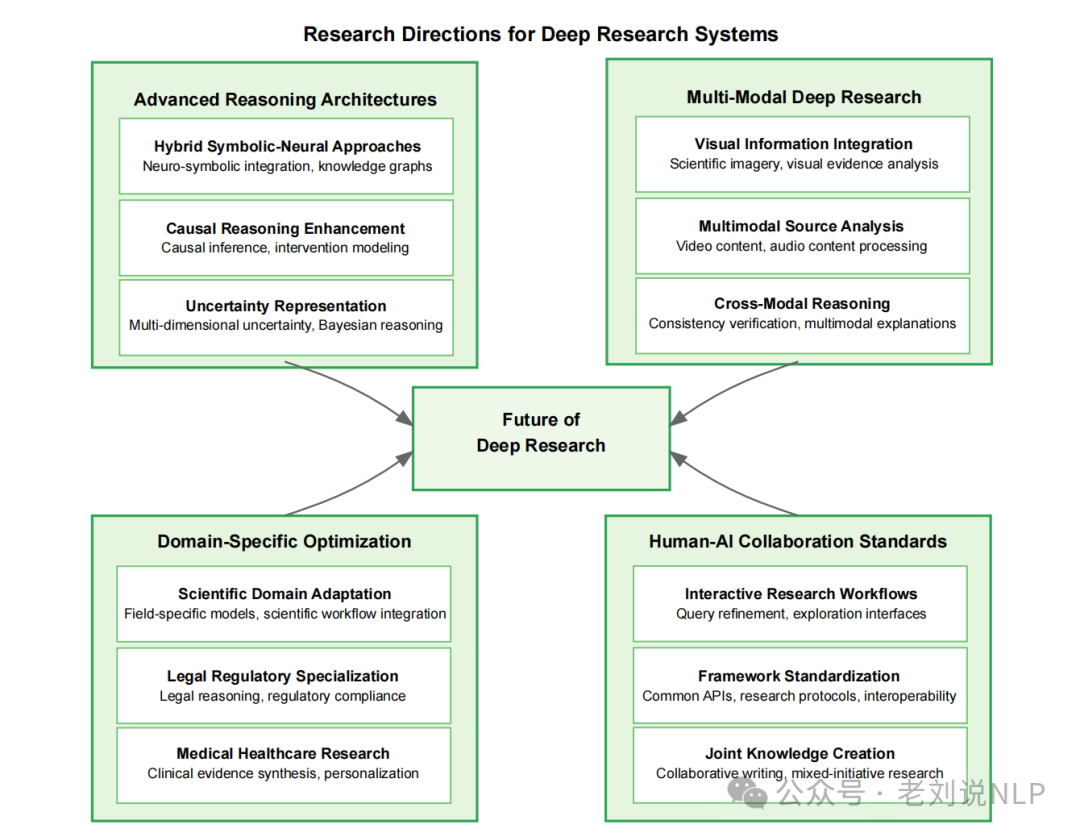 Research Directions for Deep Research Systems
Advanced Reasoning Architectures
Hybrid Symbolic-Neural Approaches
Neuro-symbolic integration, knowledge graphs
Causal Reasoning Enhancement
Causal inference, intervention modeling
Uncertainty Representation
Multi-dimensional uncertainty, Bayesian reasoning
Multi-Modal Deep Research
Visual Information Integration
Scientific imagery, visual evidence analysis
Multimodal Source Analysis
Video content, audio content processing
Cross-Modal Reasoning
Consistency verification, multimodal explanations
Future of
Deep Research
Domain-Specific Optimization
Scientific Domain Adaptation
Field-specific models, scientific workflow integration
Legal Regulatory Specialization
Legal reasoning, regulatory compliance
Medical Healthcare Research
Clinical evidence synthesis, personalization
Human-AI Collaboration Standards
Interactive Research Workflows
Query refinement, exploration interfaces
Framework Standardization
Common APIs, research protocols, interoperability
Joint Knowledge Creation
Collaborative writing, mixed-initiative research
公众号 · 老刘说NLP